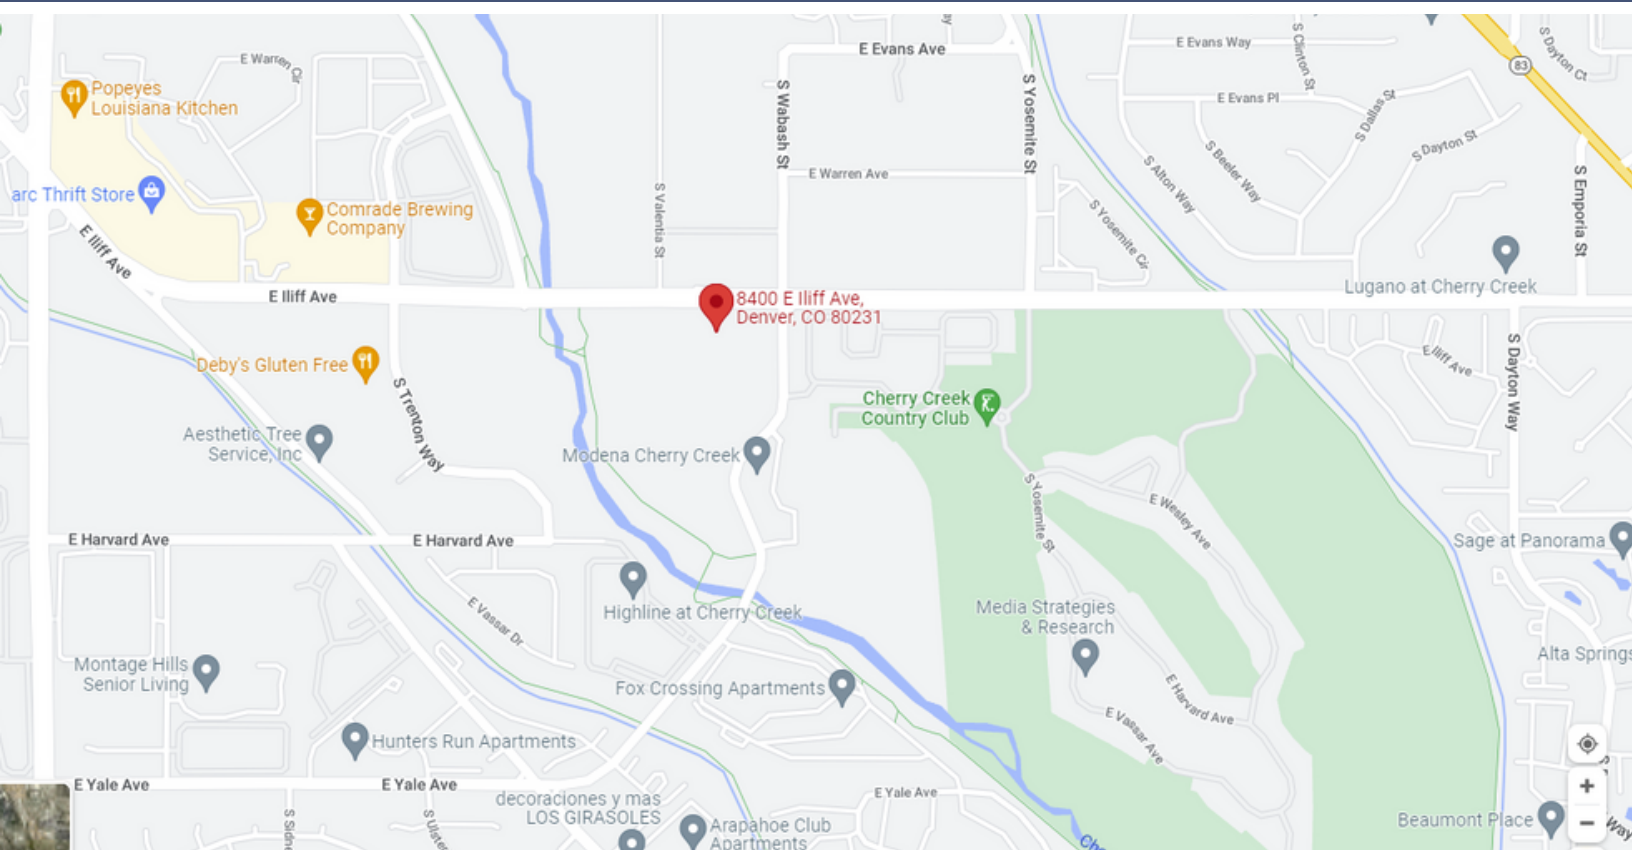 E Evans Ave
E Evans Way
S Clinton St
S Dayton Ct
83
E Warren Cir
Popeyes
Louisiana Kitchen
S Wabash St
S Yosemite St
E Evans Pl
S Dallas St
S Dayton St
S Beeler Way
S Alton Way
E Warren Ave
S Emporia St
arc Thrift Store
Comrade Brewing
Company
S Valentia St
S Yosemite Cir
E Iliff Ave
E Iliff Ave
8400 E Iliff Ave,
Denver, CO 80231
Lugano at Cherry Creek
E Iliff Ave
S Dayton Way
Deby's Gluten Free
S Trenton Way
Cherry Creek
Country Club
Aesthetic Tree
Service, Inc
Modena Cherry Creek
S Yosemite St
E Wesley Ave
E Harvard Ave
E Harvard Ave
Sage at Panorama
Highline at Cherry Creek
E Vassar Dr
Media Strategies
& Research
Montage Hills
Senior Living
Alta Springs
Fox Crossing Apartments
E Harvard Ave
E Vassar Ave
Hunters Run Apartments
E Yale Ave
E Yale Ave
E Yale Ave
decoraciones y mas
LOS GIRASOLES
Arapahoe Club
Apartments
Beaumont Place
Way
+
−